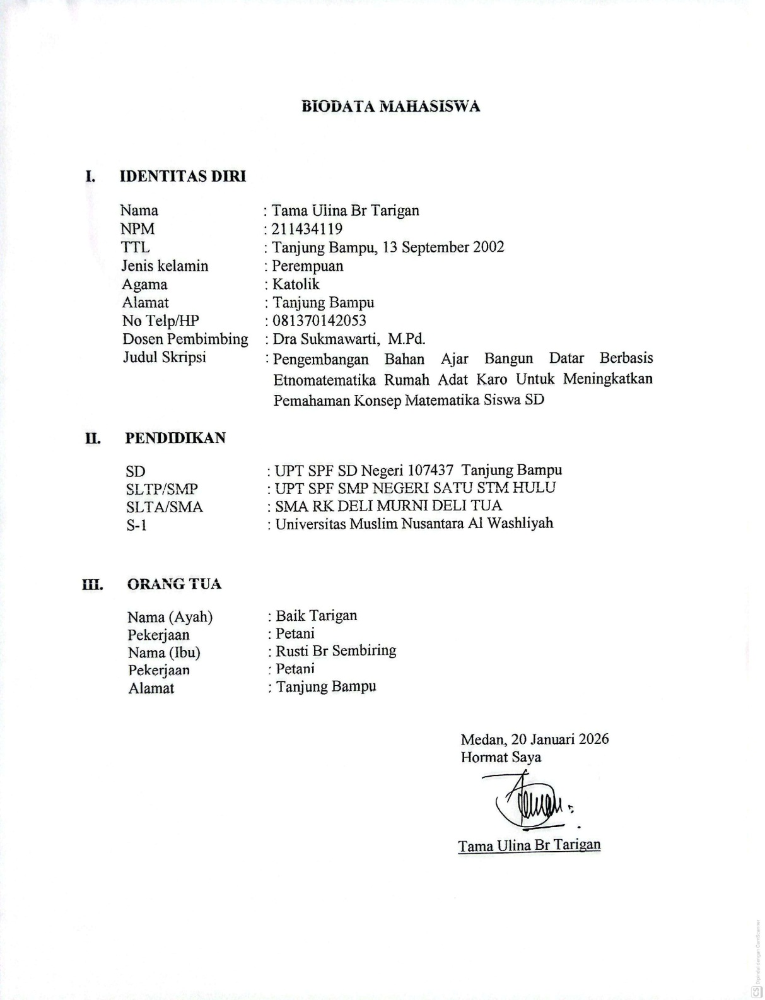 BIODATA MAHASISWA
I. IDENTITAS DIRI
Nama : Tama Ulina Br Tarigan
NPM : 211434119
TTL : Tanjung Bampu, 13 September 2002
Jenis kelamin : Perempuan
Agama : Katolik
Alamat : Tanjung Bampu
No Telp/HP : 081370142053
Dosen Pembimbing : Dra Sukmawarti, M.Pd.
Judul Skripsi : Pengembangan Bahan Ajar Bangun Datar Berbasis
Etnomatematika Rumah Adat Karo Untuk Meningkatkan
Pemahaman Konsep Matematika Siswa SD
II. PENDIDIKAN
SD : UPT SPF SD Negeri 107437 Tanjung Bampu
SLTP/SMP : UPT SPF SMP NEGERI SATU STM HULU
SLTA/SMA : SMA RK DELI MURNI DELI TUA
S-1 : Universitas Muslim Nusantara Al Washliyah
III. ORANG TUA
Nama (Ayah) : Baik Tarigan
Pekerjaan : Petani
Nama (Ibu) : Rusti Br Sembiring
Pekerjaan : Petani
Alamat : Tanjung Bampu
Medan, 20 Januari 2026
Hormat Saya
Tama Ulina Br Tarigan
CS Dipindai dengan CamScanner